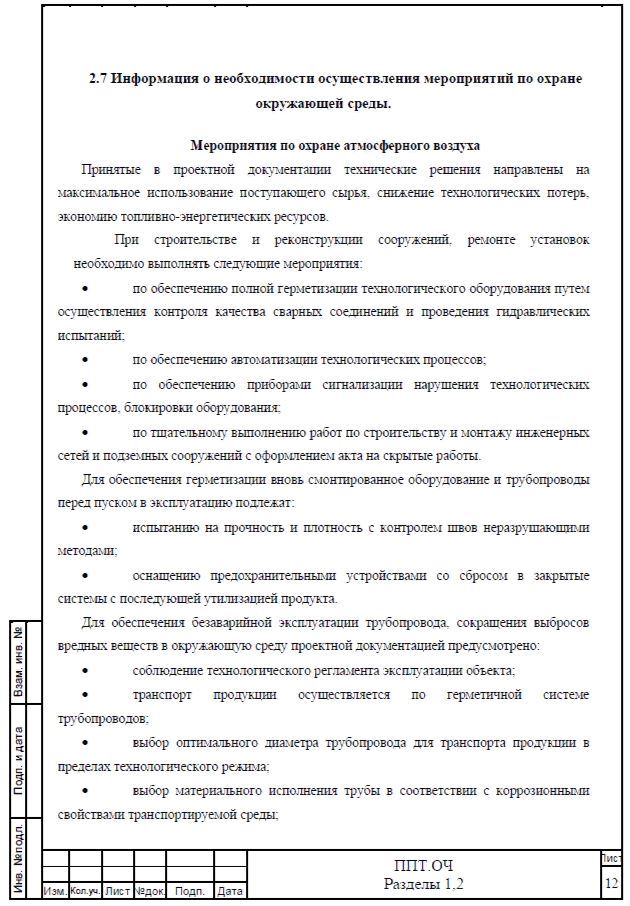 2.7 Информация о необходимости осуществления мероприятий по охране
окружающей среды.
Мероприятия по охране атмосферного воздуха
Принятые в проектной документации технические решения направлены на
максимальное использование поступающего сырья, снижение технологических потерь,
экономию топливно-энергетических ресурсов.
При строительстве и реконструкции сооружений, ремонте установок
необходимо выполнять следующие мероприятия:
• по обеспечению полной герметизации технологического оборудования путем
осуществления контроля качества сварных соединений и проведения гидравлических
испытаний;
• по обеспечению автоматизации технологических процессов;
• по обеспечению приборами сигнализации нарушения технологических
процессов, блокировки оборудования;
• по тщательному выполнению работ по строительству и монтажу инженерных
сетей и подземных сооружений с оформлением акта на скрытые работы.
Для обеспечения герметизации вновь смонтированное оборудование и трубопроводы
перед пуском в эксплуатацию подлежат:
• испытанию на прочность и плотность с контролем швов неразрушающими
методами;
• оснащению предохранительными устройствами со сбросом в закрытые
системы с последующей утилизацией продукта.
Для обеспечения безаварийной эксплуатации трубопровода, сокращения выбросов
вредных веществ в окружающую среду проектной документацией предусмотрено:
• соблюдение технологического регламента эксплуатации объекта;
• транспорт продукции осуществляется по герметичной системе
трубопроводов;
• выбор оптимального диаметра трубопровода для транспорта продукции в
пределах технологического режима;
• выбор материального исполнения трубы в соответствии с коррозионными
свойствами транспортируемой среды;
Взам. инв. №
Подп. и дата
Инв. №подл.
Изм. Кол.уч. Лист №док. Подп. Дата
ППТ.ОЧ
Разделы 1,2
Лист
12